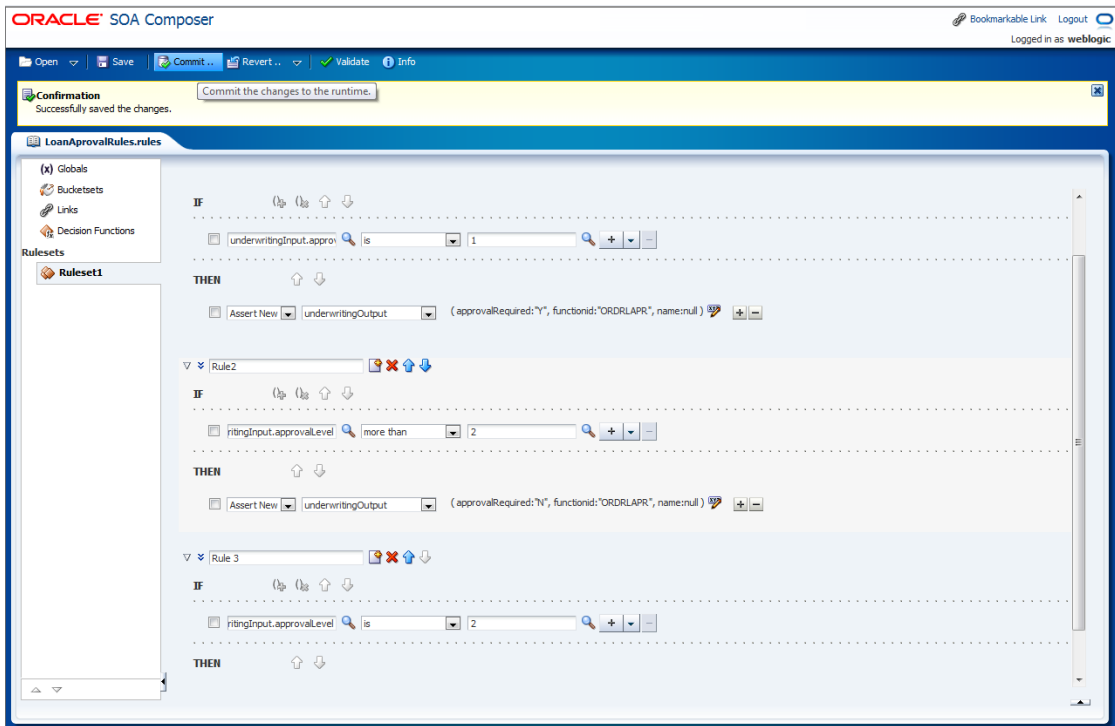 ORACLE SOA Composer
Bookmarkable Link Logout
Logged in as weblogic
Open Save Commit .. Revert .. Validate Info
Commit the changes to the runtime.
Confirmation
Successfully saved the changes.
LoanAprovalRules.rules
(x) Globals
Bucketsets
Links
Decision Functions
Rulesets
Ruleset1
IF
underwritingInput.approv is 1
THEN
Assert New underwritingOutput ( approvalRequired:"Y", functionid:"ORDRLAPR", name:null )
Rule2
IF
ritingInput.approvalLevel more than 2
THEN
Assert New underwritingOutput ( approvalRequired:"N", functionid:"ORDRLAPR", name:null )
Rule 3
IF
ritingInput.approvalLevel is 2
THEN